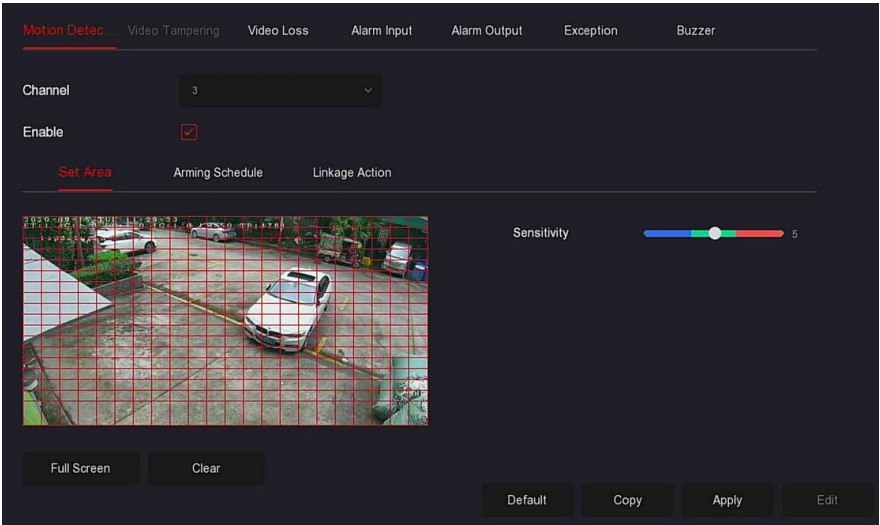 Motion Detec... Video Tampering Video Loss Alarm Input Alarm Output Exception Buzzer
Channel 3
Enable
Set Area Arming Schedule Linkage Action
Sensitivity 5
Full Screen Clear
Default Copy Apply Edit